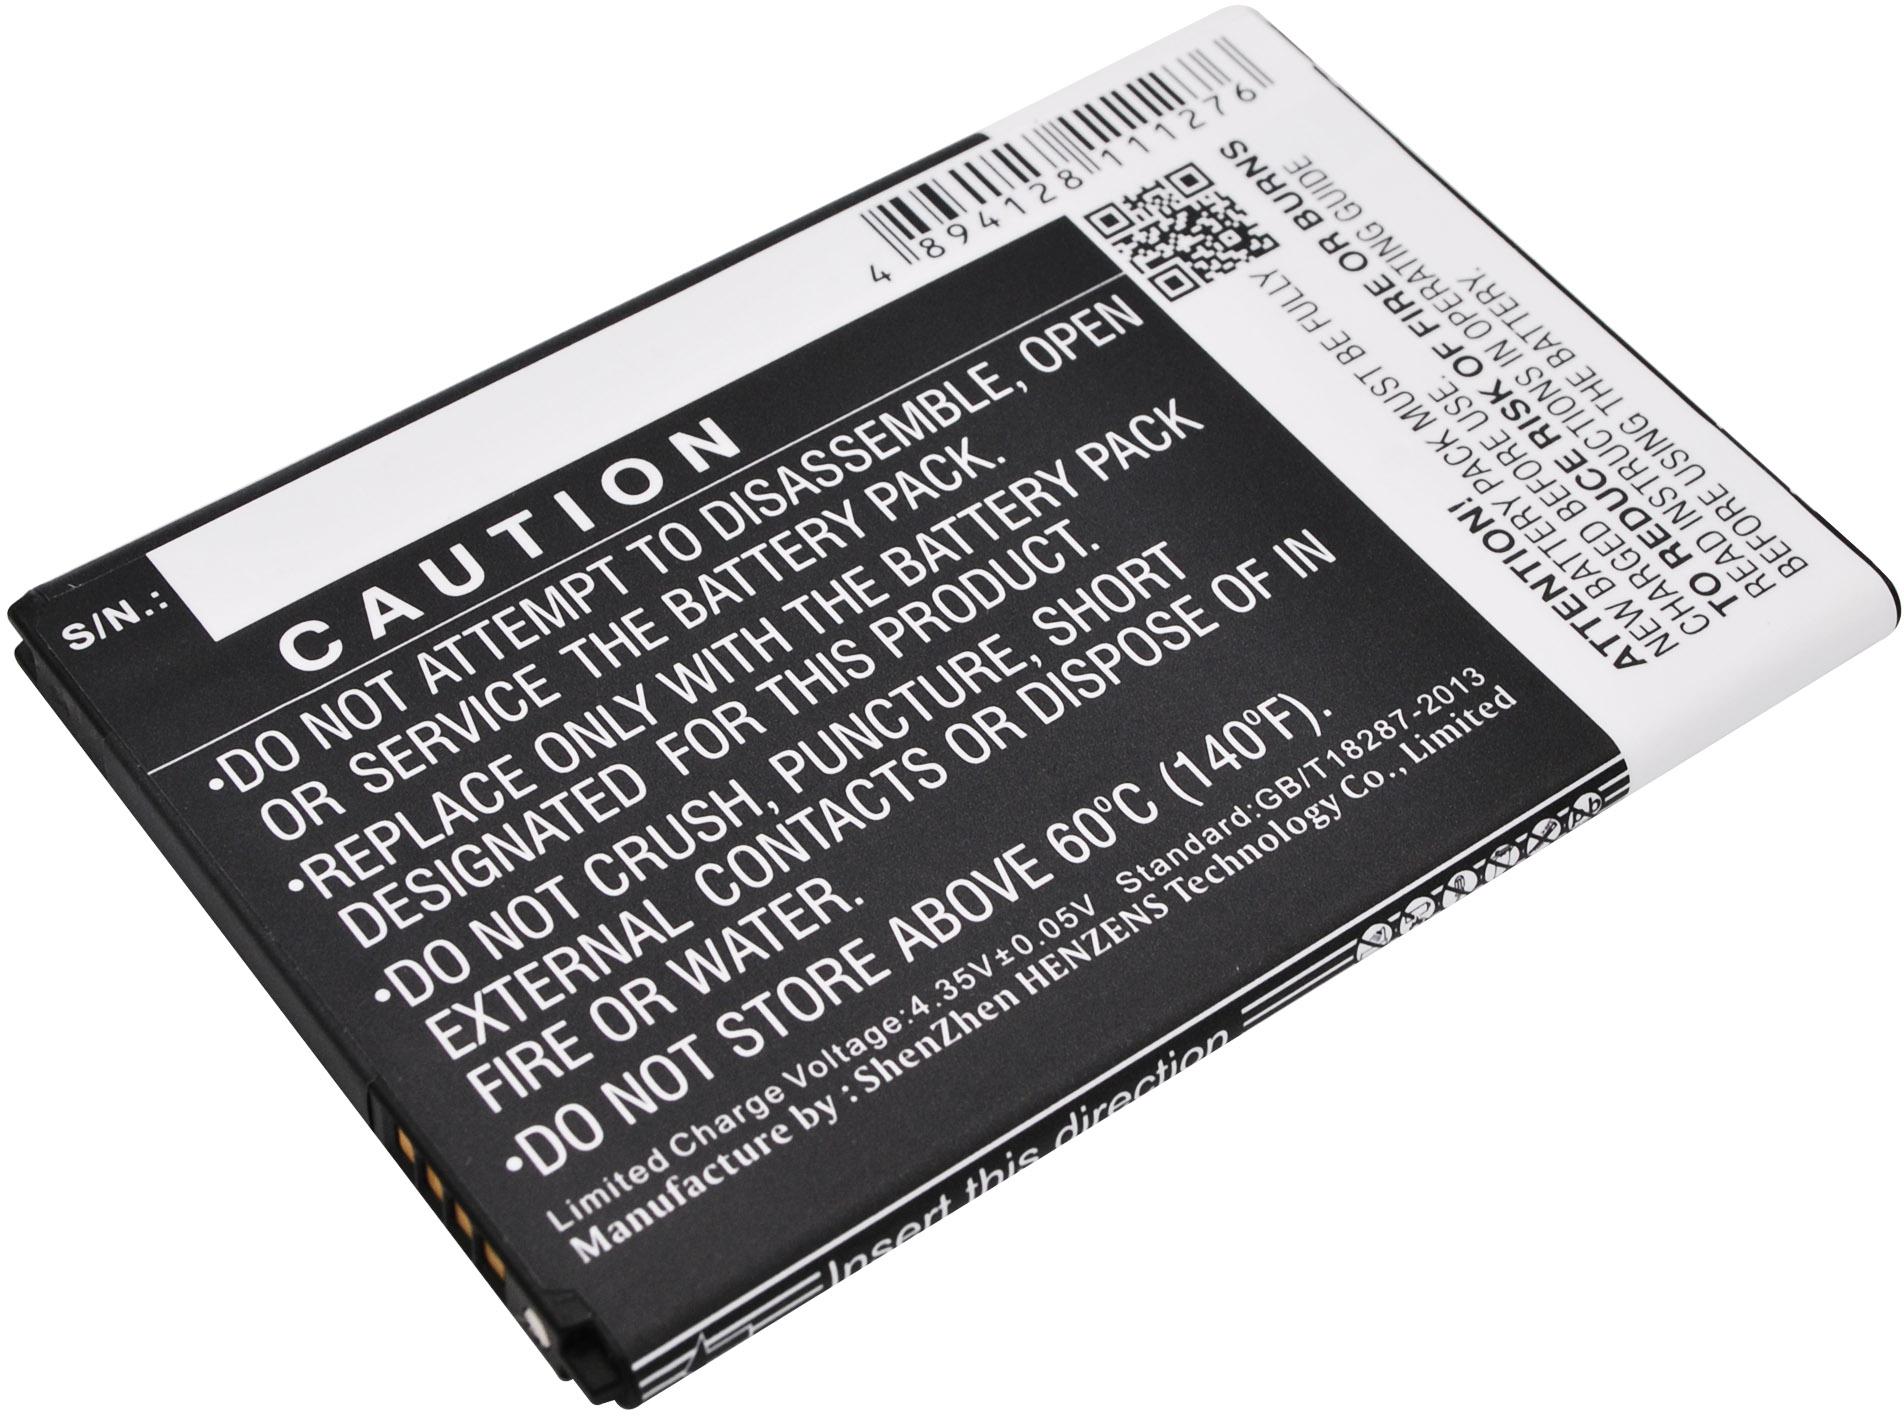 4 894128 111276
S/N.:
CAUTION
•DO NOT ATTEMPT TO DISASSEMBLE, OPEN
OR SERVICE THE BATTERY PACK.
•REPLACE ONLY WITH THE BATTERY PACK
DESIGNATED FOR THIS PRODUCT.
•DO NOT CRUSH, PUNCTURE, SHORT
EXTERNAL CONTACTS OR DISPOSE OF IN
FIRE OR WATER.
•DO NOT STORE ABOVE 60°C (140°F).
Limited Charge Voltage:4.35V±0.05V Standard:GB/T18287-2013
Manufacture by : ShenZhen HENZENS Technology Co., Limited
Insert this direction
ATTENTION!
NEW BATTERY PACK MUST BE FULLY
CHARGED BEFORE USE.
TO REDUCE RISK OF FIRE OR BURNS
READ INSTRUCTIONS IN OPERATING GUIDE
BEFORE USING THE BATTERY.